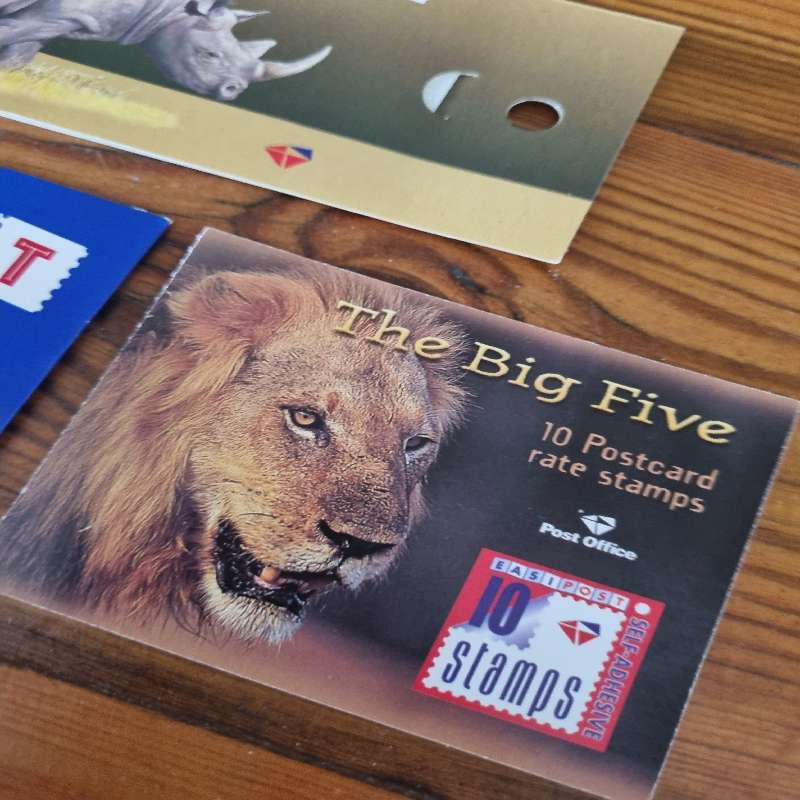 T
The Big Five
10 Postcard
rate stamps
Post Office
EASIPOST
10
stamps
SELF-ADHESIVE